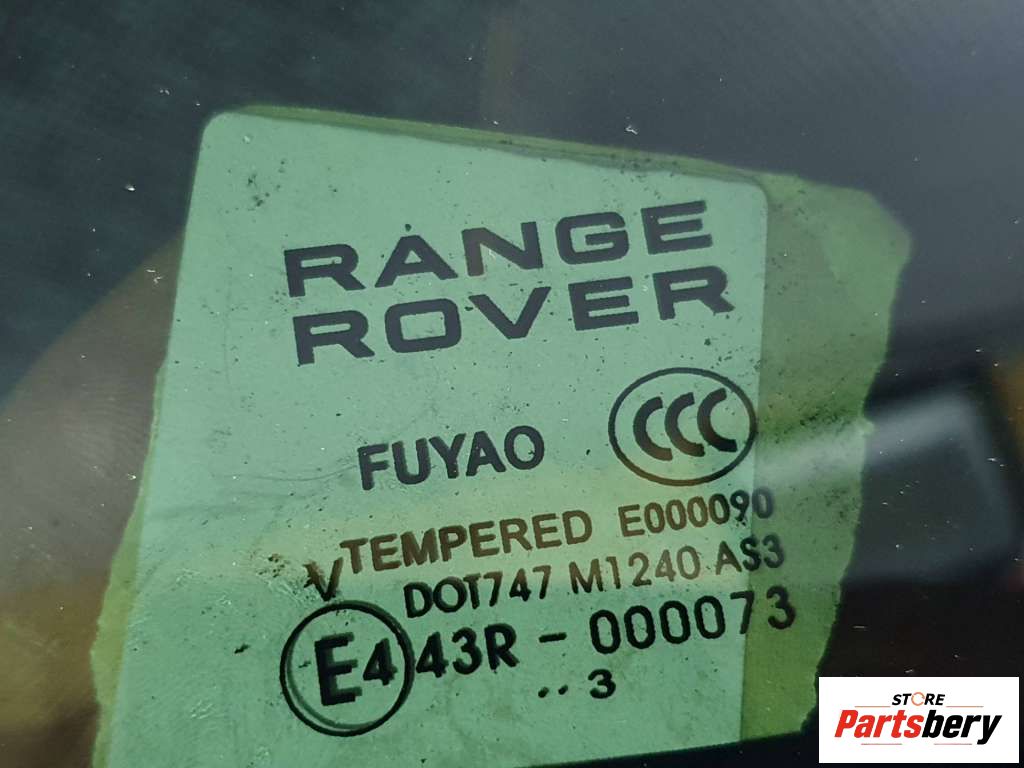 RANGE
ROVER
FUYAO CCC
TEMPERED E000090
V
DOT747 M1240 AS3
E4 43R - 000073
.. 3
STORE
Partsbery